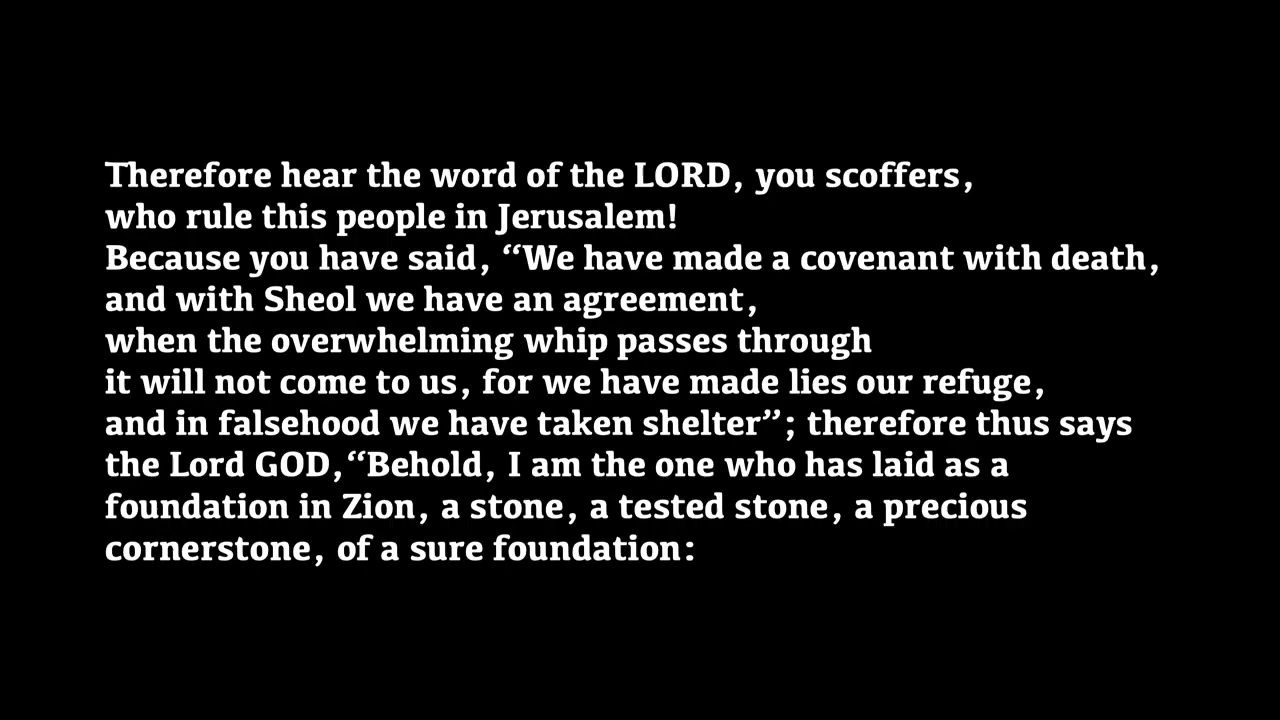 Therefore hear the word of the LORD, you scoffers,
who rule this people in Jerusalem!
Because you have said, “We have made a covenant with death,
and with Sheol we have an agreement,
when the overwhelming whip passes through
it will not come to us, for we have made lies our refuge,
and in falsehood we have taken shelter”; therefore thus says
the Lord GOD,“Behold, I am the one who has laid as a
foundation in Zion, a stone, a tested stone, a precious
cornerstone, of a sure foundation: